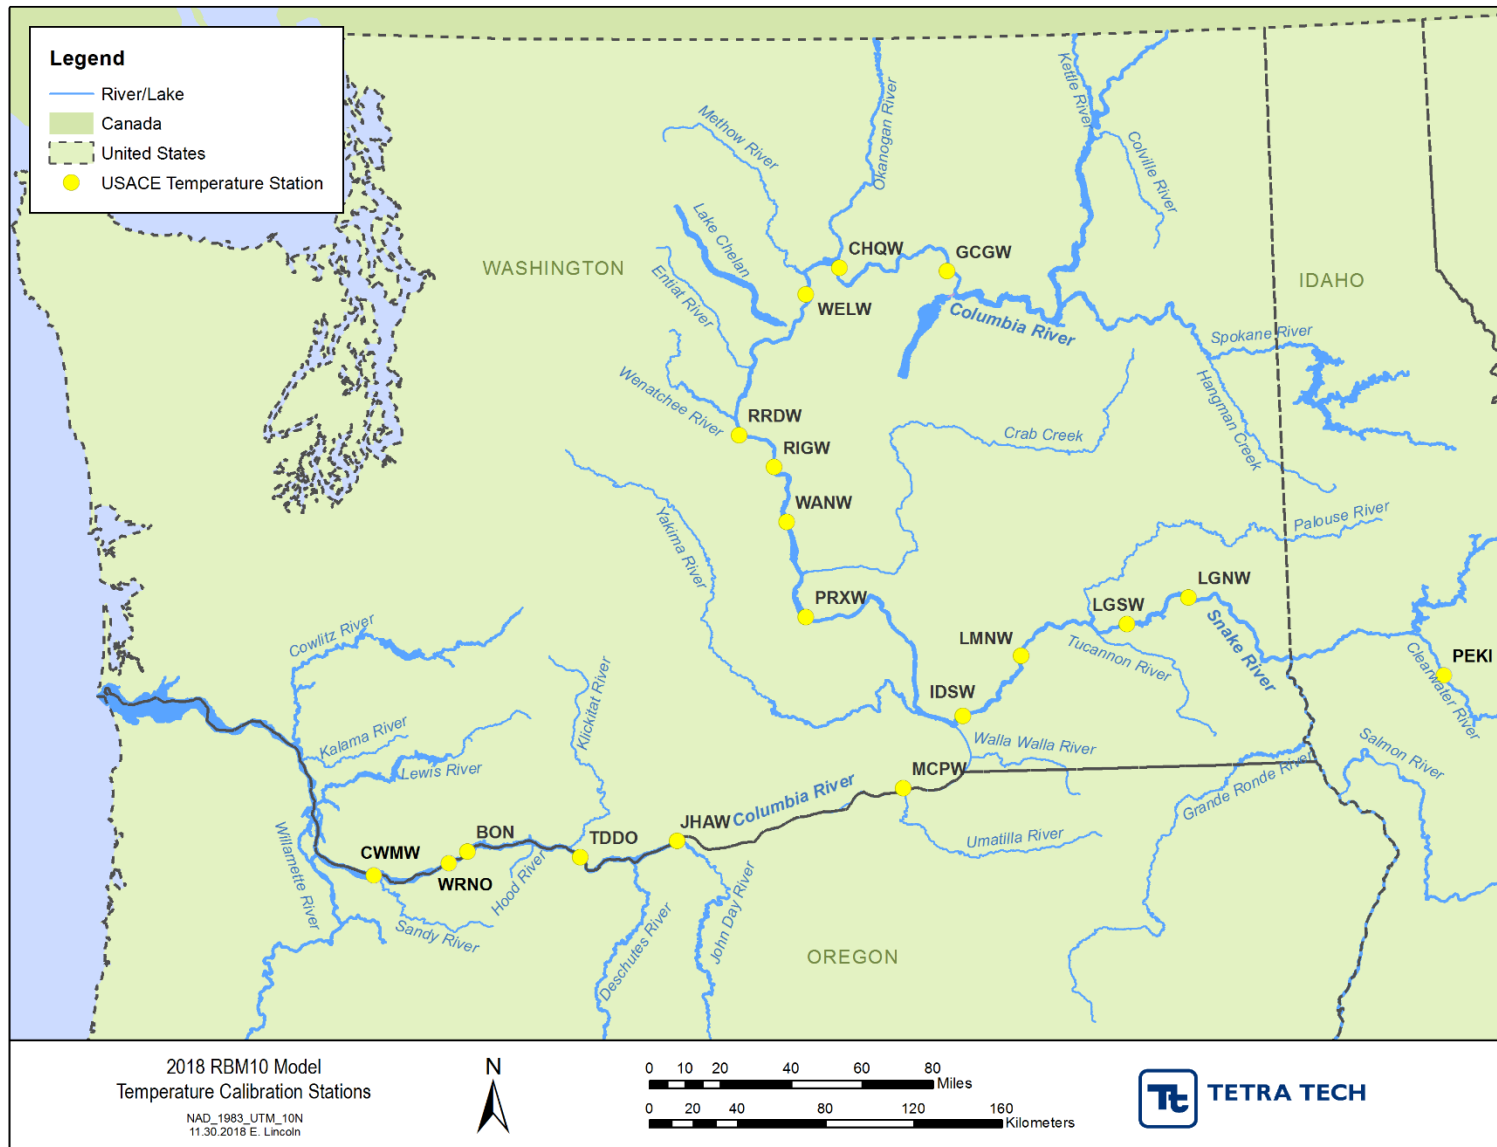 Legend
River/Lake
Canada
United States
USACE Temperature Station
Methow River
Okanogan River
Kettle River
Colville River
Lake Chelan
WASHINGTON
CHQW
GCGW
IDAHO
Entiat River
WELW
Columbia River
Spokane River
Wenatchee River
Hangman Creek
RRDW
Crab Creek
RIGW
WANW
Yakima River
Palouse River
PRXW
LGSW
LGNW
Cowlitz River
LMNW
Tucannon River
Snake River
Clearwater River
PEKI
Klickitat River
IDSW
Kalama River
Walla Walla River
Salmon River
Lewis River
MCPW
Columbia River
Grande Ronde River
Willamette River
BON
TDDO
JHAW
Umatilla River
CWMW
WRNO
Hood River
Sandy River
Deschutes River
John Day River
OREGON
2018 RBM10 Model
Temperature Calibration Stations
NAD_1983_UTM_10N
11.30.2018 E. Lincoln
N
0 10 20 40 60 80
Miles
0 20 40 80 120 160
Kilometers
Tt
TETRA TECH